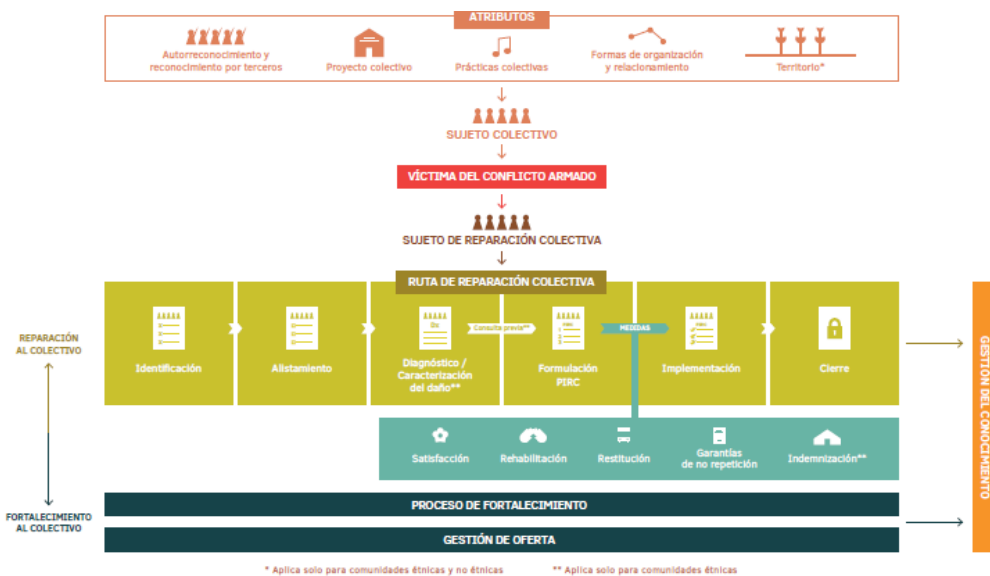 ATRIBUTOS
Autorreconocimiento y
reconocimiento por terceros
Proyecto colectivo
Prácticas colectivas
Formas de organización
y relacionamiento
Territorio*
SUJETO COLECTIVO
VÍCTIMA DEL CONFLICTO ARMADO
SUJETO DE REPARACIÓN COLECTIVA
RUTA DE REPARACIÓN COLECTIVA
REPARACIÓN
AL COLECTIVO
Identificación
Alistamiento
Dx
Diagnóstico /
Caracterización
del daño**
Consulta previa**
PIRC
Formulación
PIRC
MEDIDAS
PIRC
Implementación
Cierre
GESTIÓN DEL CONOCIMIENTO
Satisfacción
Rehabilitación
Restitución
Garantías
de no repetición
Indemnización**
FORTALECIMIENTO
AL COLECTIVO
PROCESO DE FORTALECIMIENTO
GESTIÓN DE OFERTA
* Aplica solo para comunidades étnicas y no étnicas
** Aplica solo para comunidades étnicas